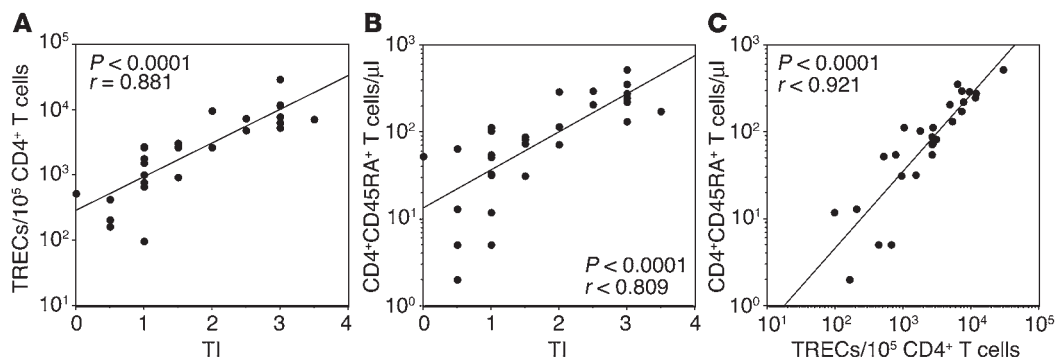 A
TRECs/10⁵ CD4⁺ T cells
10⁵
10⁴
10³
10²
10¹
P < 0.0001
r = 0.881
0 1 2 3 4
TI
B
CD4⁺CD45RA⁺ T cells/µl
10³
10²
10¹
10⁰
P < 0.0001
r < 0.809
0 1 2 3 4
TI
C
CD4⁺CD45RA⁺ T cells/µl
10³
10²
10¹
10⁰
P < 0.0001
r < 0.921
10¹ 10² 10³ 10⁴ 10⁵
TRECs/10⁵ CD4⁺ T cells